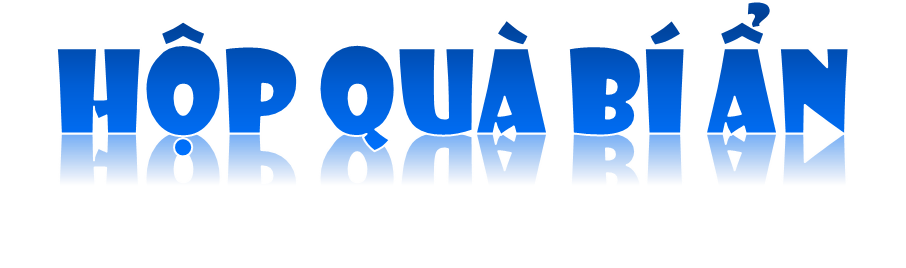 HỘP QUÀ BÍ ẨN